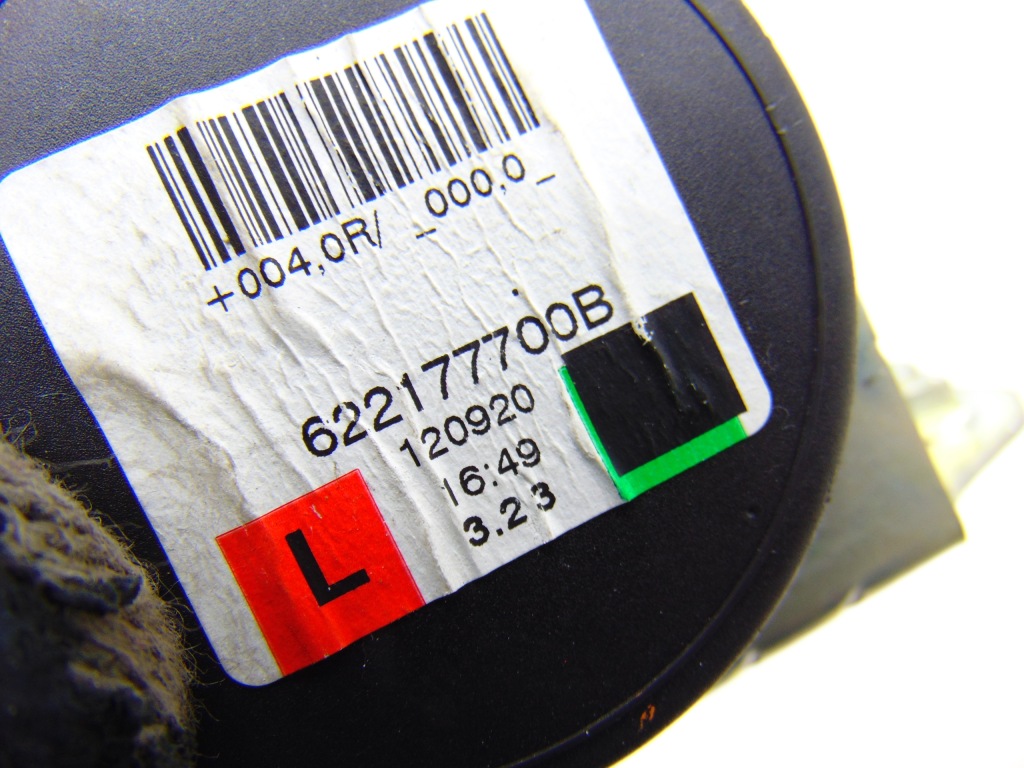 +004,0R/ _000,0_
622177700B
120920
16:49
3.23
L